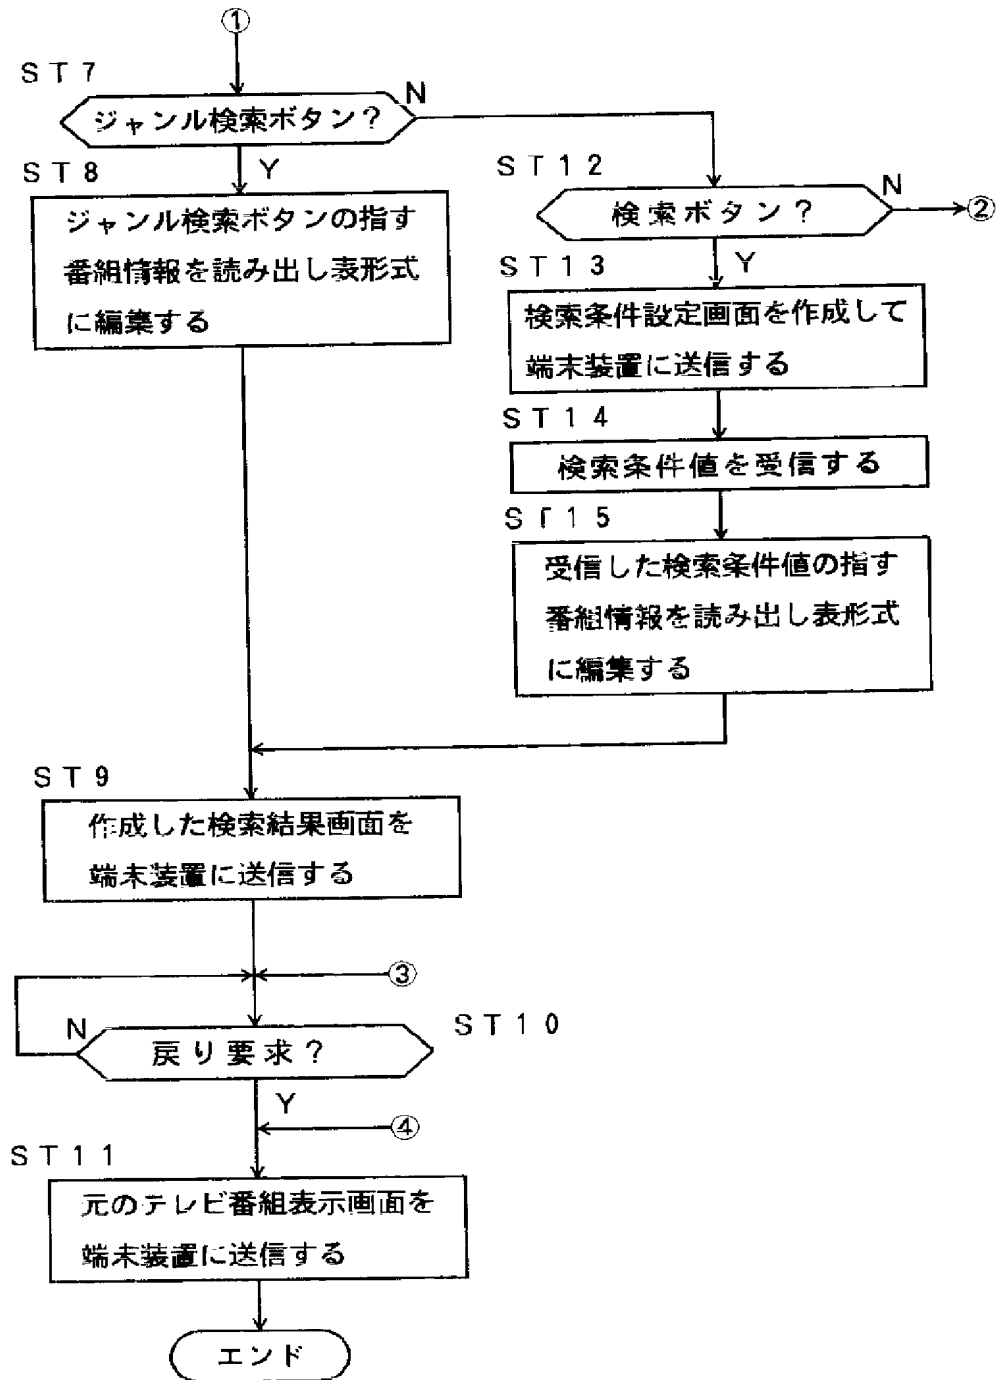 ①
ST7
ジャンル検索ボタン？
N
Y
ST8
ジャンル検索ボタンの指す
番組情報を読み出し表形式
に編集する
ST12
検索ボタン？
N
②
Y
ST13
検索条件設定画面を作成して
端末装置に送信する
ST14
検索条件値を受信する
ST15
受信した検索条件値の指す
番組情報を読み出し表形式
に編集する
ST9
作成した検索結果画面を
端末装置に送信する
③
N
戻り要求？
ST10
Y
④
ST11
元のテレビ番組表示画面を
端末装置に送信する
エンド